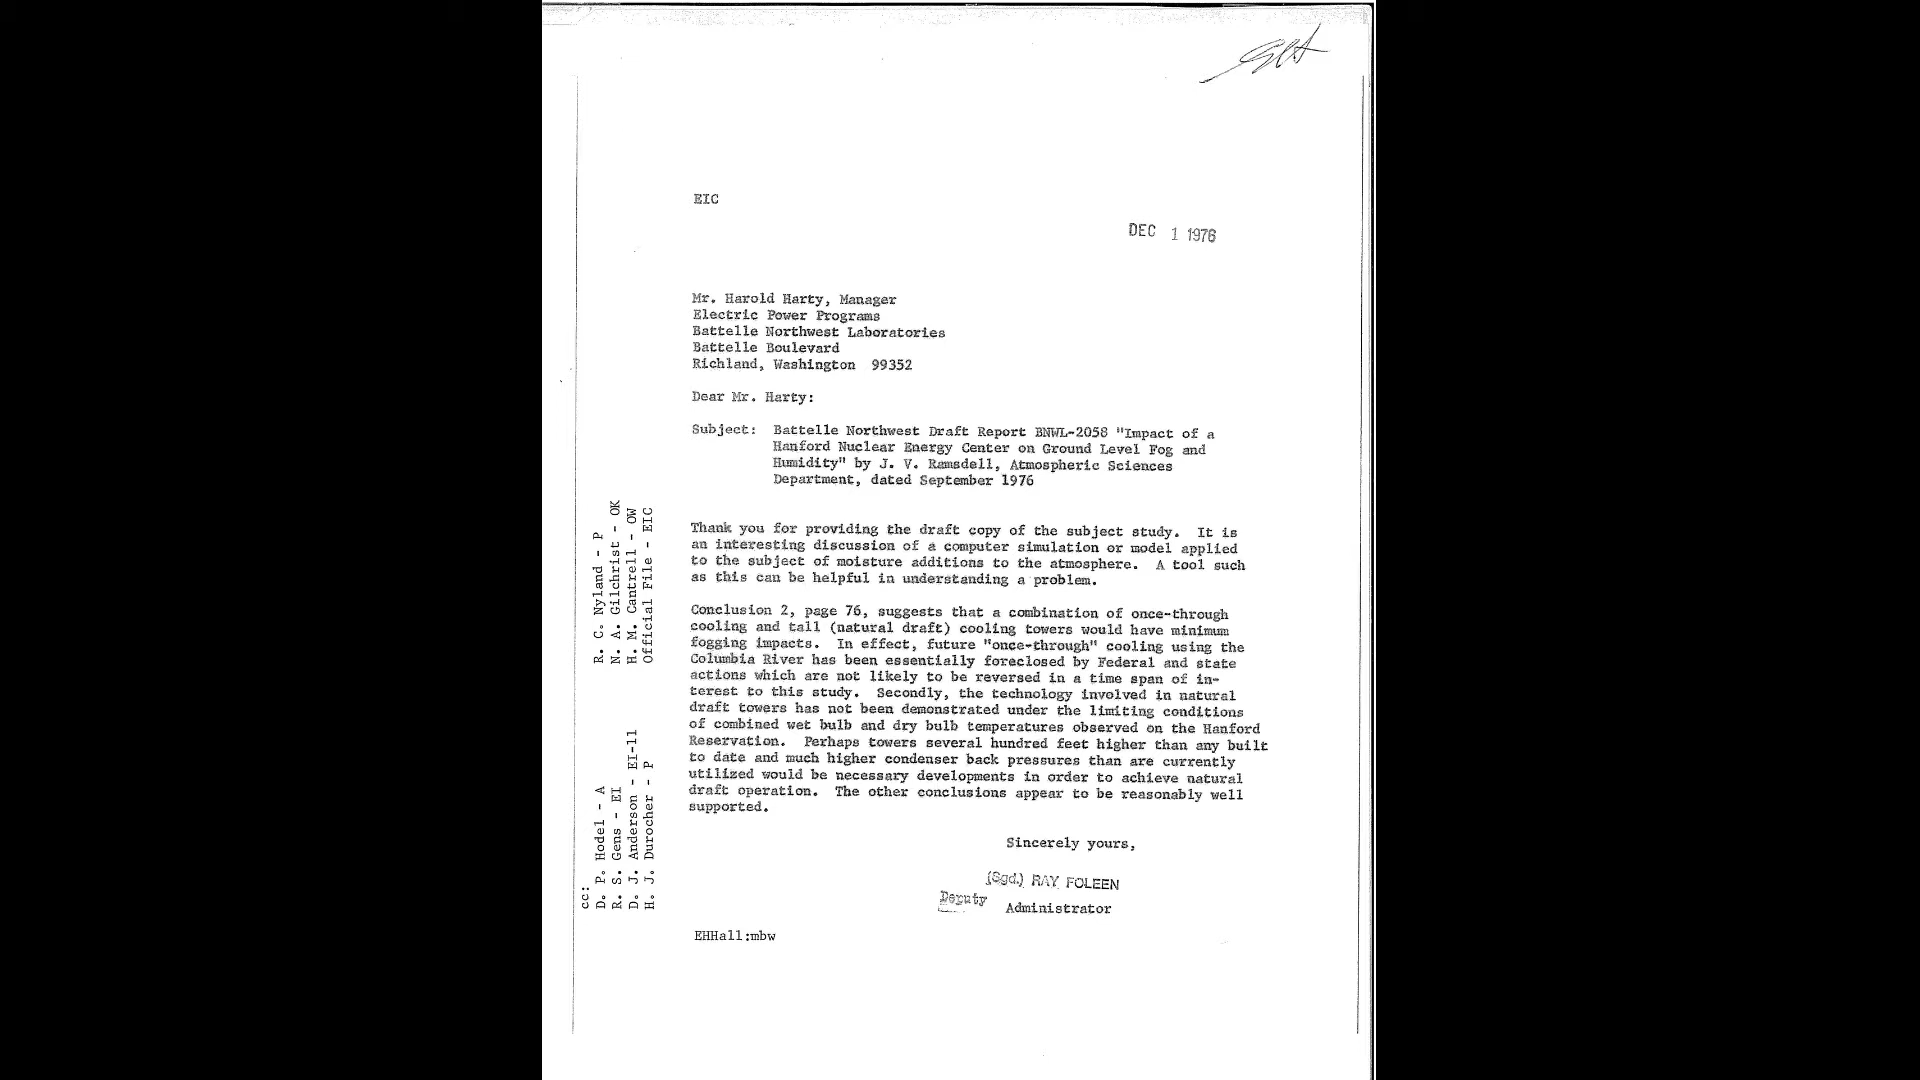 EIC
DEC 1 1976
Mr. Harold Harty, Manager
Electric Power Programs
Battelle Northwest Laboratories
Battelle Boulevard
Richland, Washington 99352
Dear Mr. Harty:
Subject: Battelle Northwest Draft Report BNWL-2058 "Impact of a
Hanford Nuclear Energy Center on Ground Level Fog and
Humidity" by J. V. Ramsdell, Atmospheric Sciences
Department, dated September 1976
Thank you for providing the draft copy of the subject study. It is
an interesting discussion of a computer simulation or model applied
to the subject of moisture additions to the atmosphere. A tool such
as this can be helpful in understanding a problem.
Conclusion 2, page 76, suggests that a combination of once-through
cooling and tall (natural draft) cooling towers would have minimum
fogging impacts. In effect, future "once-through" cooling using the
Columbia River has been essentially foreclosed by Federal and state
actions which are not likely to be reversed in a time span of in-
terest to this study. Secondly, the technology involved in natural
draft towers has not been demonstrated under the limiting conditions
of combined wet bulb and dry bulb temperatures observed on the Hanford
Reservation. Perhaps towers several hundred feet higher than any built
to date and much higher condenser back pressures than are currently
utilized would be necessary developments in order to achieve natural
draft operation. The other conclusions appear to be reasonably well
supported.
Sincerely yours,
(Sgd.) RAY FOLEEN
Deputy Administrator
EHHall:mbw
cc:
D. P. Hodel - A
R. S. Gens - EI
D. J. Anderson - EI-11
H. J. Durocher - P
R. C. Nyland - P
N. A. Gilchrist - OK
H. M. Cantrell - OW
Official File - EIC